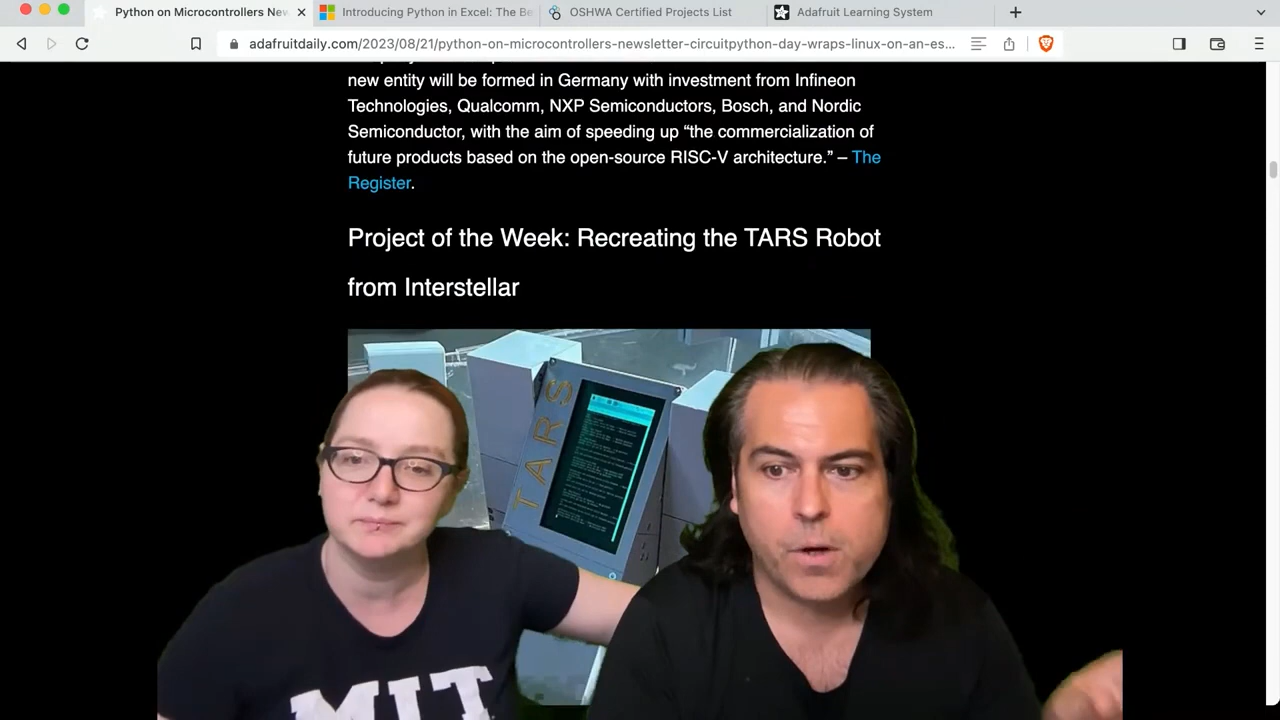 Python on Microcontrollers New
Introducing Python in Excel: The Be
OSHWA Certified Projects List
Adafruit Learning System
adafruitdaily.com/2023/08/21/python-on-microcontrollers-newsletter-circuitpython-day-wraps-linux-on-an-es...
new entity will be formed in Germany with investment from Infineon
Technologies, Qualcomm, NXP Semiconductors, Bosch, and Nordic
Semiconductor, with the aim of speeding up “the commercialization of
future products based on the open-source RISC-V architecture.” – The
Register.
Project of the Week: Recreating the TARS Robot
from Interstellar
TARS
MIT